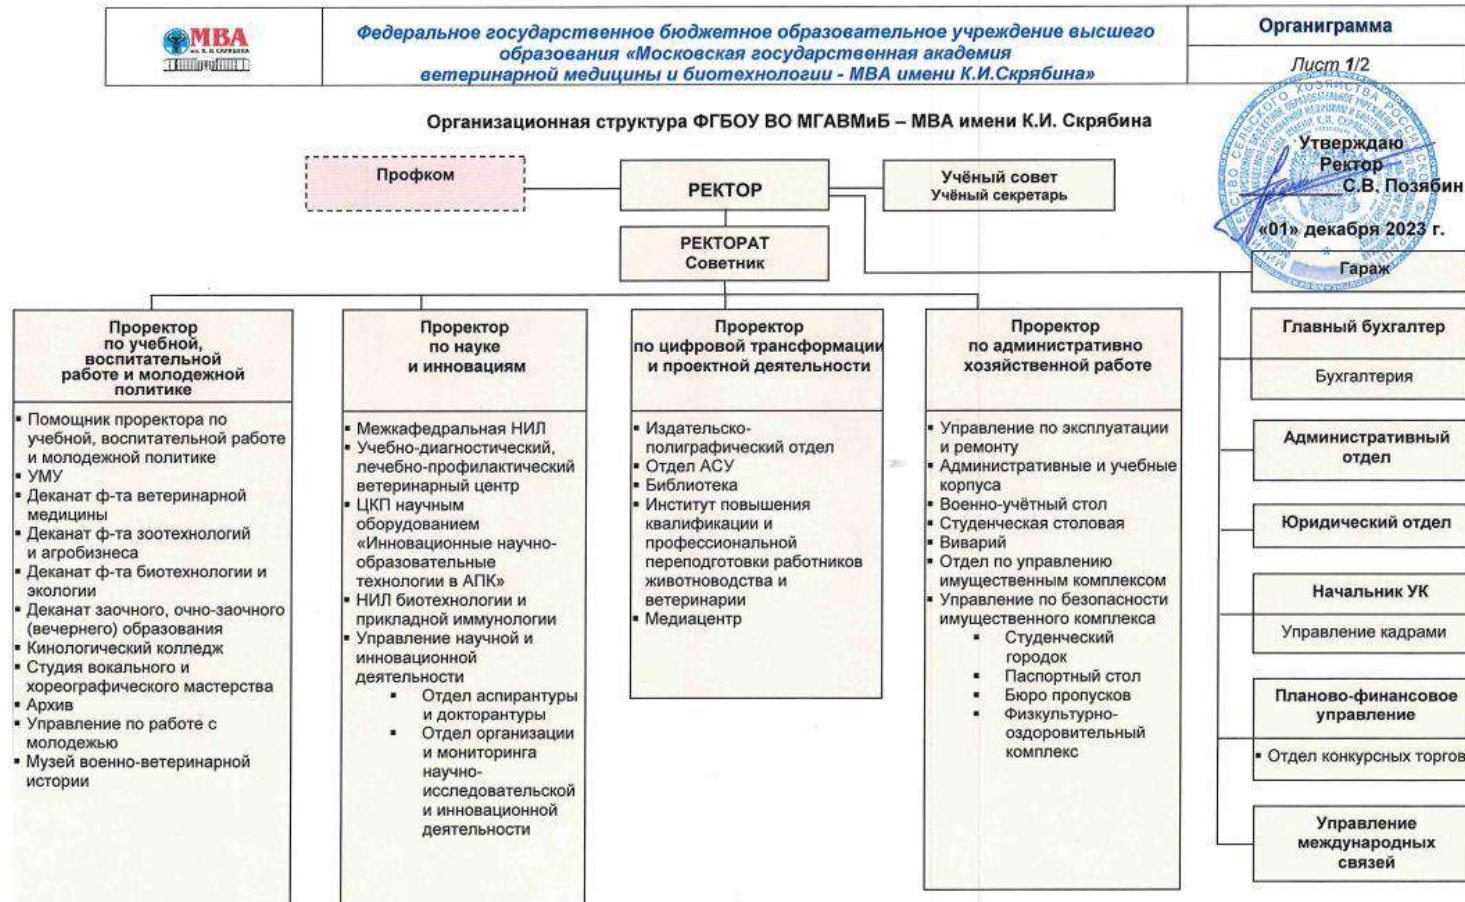 МВА
им. К. И. СКРЯБИНА
Федеральное государственное бюджетное образовательное учреждение высшего
образования «Московская государственная академия
ветеринарной медицины и биотехнологии - МВА имени К.И.Скрябина»
Органиграмма
Лист 1/2
Организационная структура ФГБОУ ВО МГАВМиБ – МВА имени К.И. Скрябина
Утверждаю
Ректор
С.В. Позябин
«01» декабря 2023 г.
Профком
РЕКТОР
Учёный совет
Учёный секретарь
РЕКТОРАТ
Советник
Проректор
по учебной,
воспитательной
работе и молодежной
политике
▪ Помощник проректора по
учебной, воспитательной работе
и молодежной политике
▪ УМУ
▪ Деканат ф-та ветеринарной
медицины
▪ Деканат ф-та зоотехнологий
и агробизнеса
▪ Деканат ф-та биотехнологии и
экологии
▪ Деканат заочного, очно-заочного
(вечернего) образования
▪ Кинологический колледж
▪ Студия вокального и
хореографического мастерства
▪ Архив
▪ Управление по работе с
молодежью
▪ Музей военно-ветеринарной
истории
Проректор
по науке
и инновациям
▪ Межкафедральная НИЛ
▪ Учебно-диагностический,
лечебно-профилактический
ветеринарный центр
▪ ЦКП научным
оборудованием
«Инновационные научно-
образовательные
технологии в АПК»
▪ НИЛ биотехнологии и
прикладной иммунологии
▪ Управление научной и
инновационной
деятельности
▪ Отдел аспирантуры
и докторантуры
▪ Отдел организации
и мониторинга
научно-
исследовательской
и инновационной
деятельности
Проректор
по цифровой трансформации
и проектной деятельности
▪ Издательско-
полиграфический отдел
▪ Отдел АСУ
▪ Библиотека
▪ Институт повышения
квалификации и
профессиональной
переподготовки работников
животноводства и
ветеринарии
▪ Медиацентр
Проректор
по административно
хозяйственной работе
▪ Управление по эксплуатации
и ремонту
▪ Административные и учебные
корпуса
▪ Военно-учётный стол
▪ Студенческая столовая
▪ Виварий
▪ Отдел по управлению
имущественным комплексом
▪ Управление по безопасности
имущественного комплекса
▪ Студенческий
городок
▪ Паспортный стол
▪ Бюро пропусков
▪ Физкультурно-
оздоровительный
комплекс
Гараж
Главный бухгалтер
Бухгалтерия
Административный
отдел
Юридический отдел
Начальник УК
Управление кадрами
Планово-финансовое
управление
▪ Отдел конкурсных торгов
Управление
международных
связей